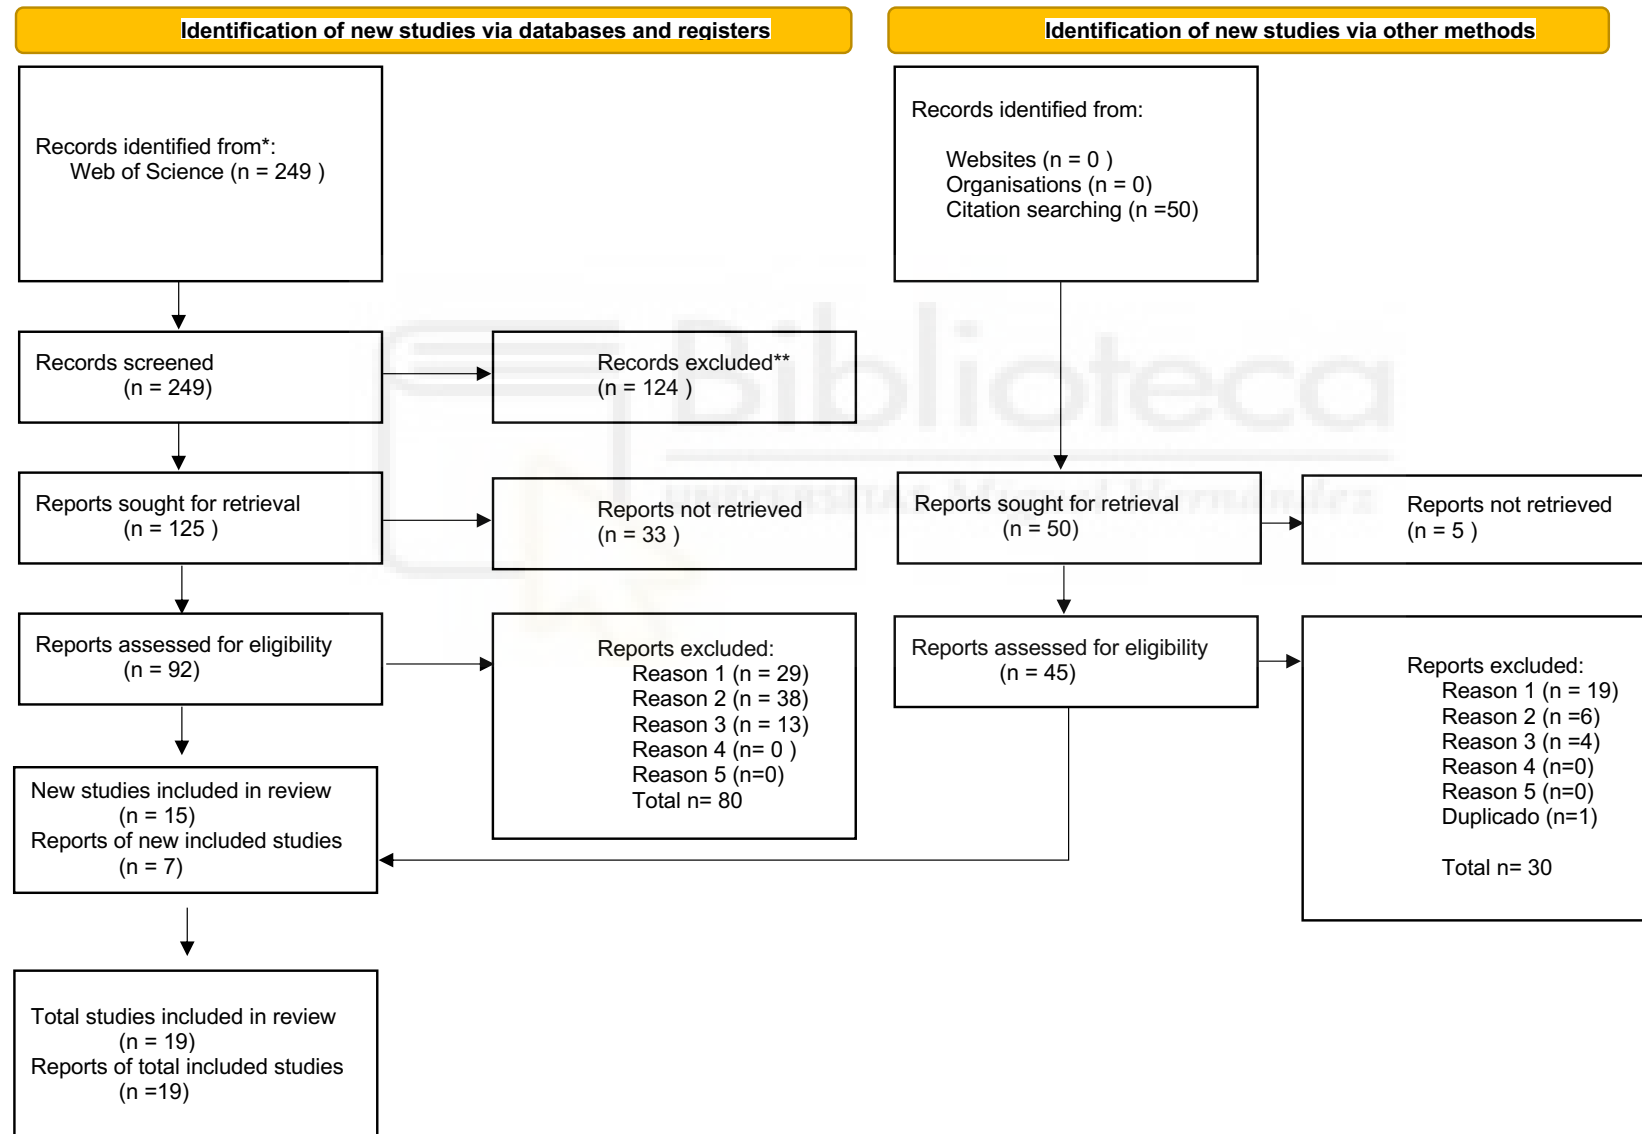 Identification of new studies via databases and registers
Identification of new studies via other methods
Records identified from*:
Web of Science (n = 249 )
Records identified from:
Websites (n = 0 )
Organisations (n = 0)
Citation searching (n =50)
Records screened
(n = 249)
Records excluded**
(n = 124 )
Biblioteca
UNIVERSITAS Miguel Hernández
Reports sought for retrieval
(n = 125 )
Reports not retrieved
(n = 33 )
Reports sought for retrieval
(n = 50)
Reports not retrieved
(n = 5 )
Reports assessed for eligibility
(n = 92)
Reports excluded:
Reason 1 (n = 29)
Reason 2 (n = 38)
Reason 3 (n = 13)
Reason 4 (n= 0 )
Reason 5 (n=0)
Total n= 80
Reports assessed for eligibility
(n = 45)
Reports excluded:
Reason 1 (n = 19)
Reason 2 (n =6)
Reason 3 (n =4)
Reason 4 (n=0)
Reason 5 (n=0)
Duplicado (n=1)
Total n= 30
New studies included in review
(n = 15)
Reports of new included studies
(n = 7)
Total studies included in review
(n = 19)
Reports of total included studies
(n =19)